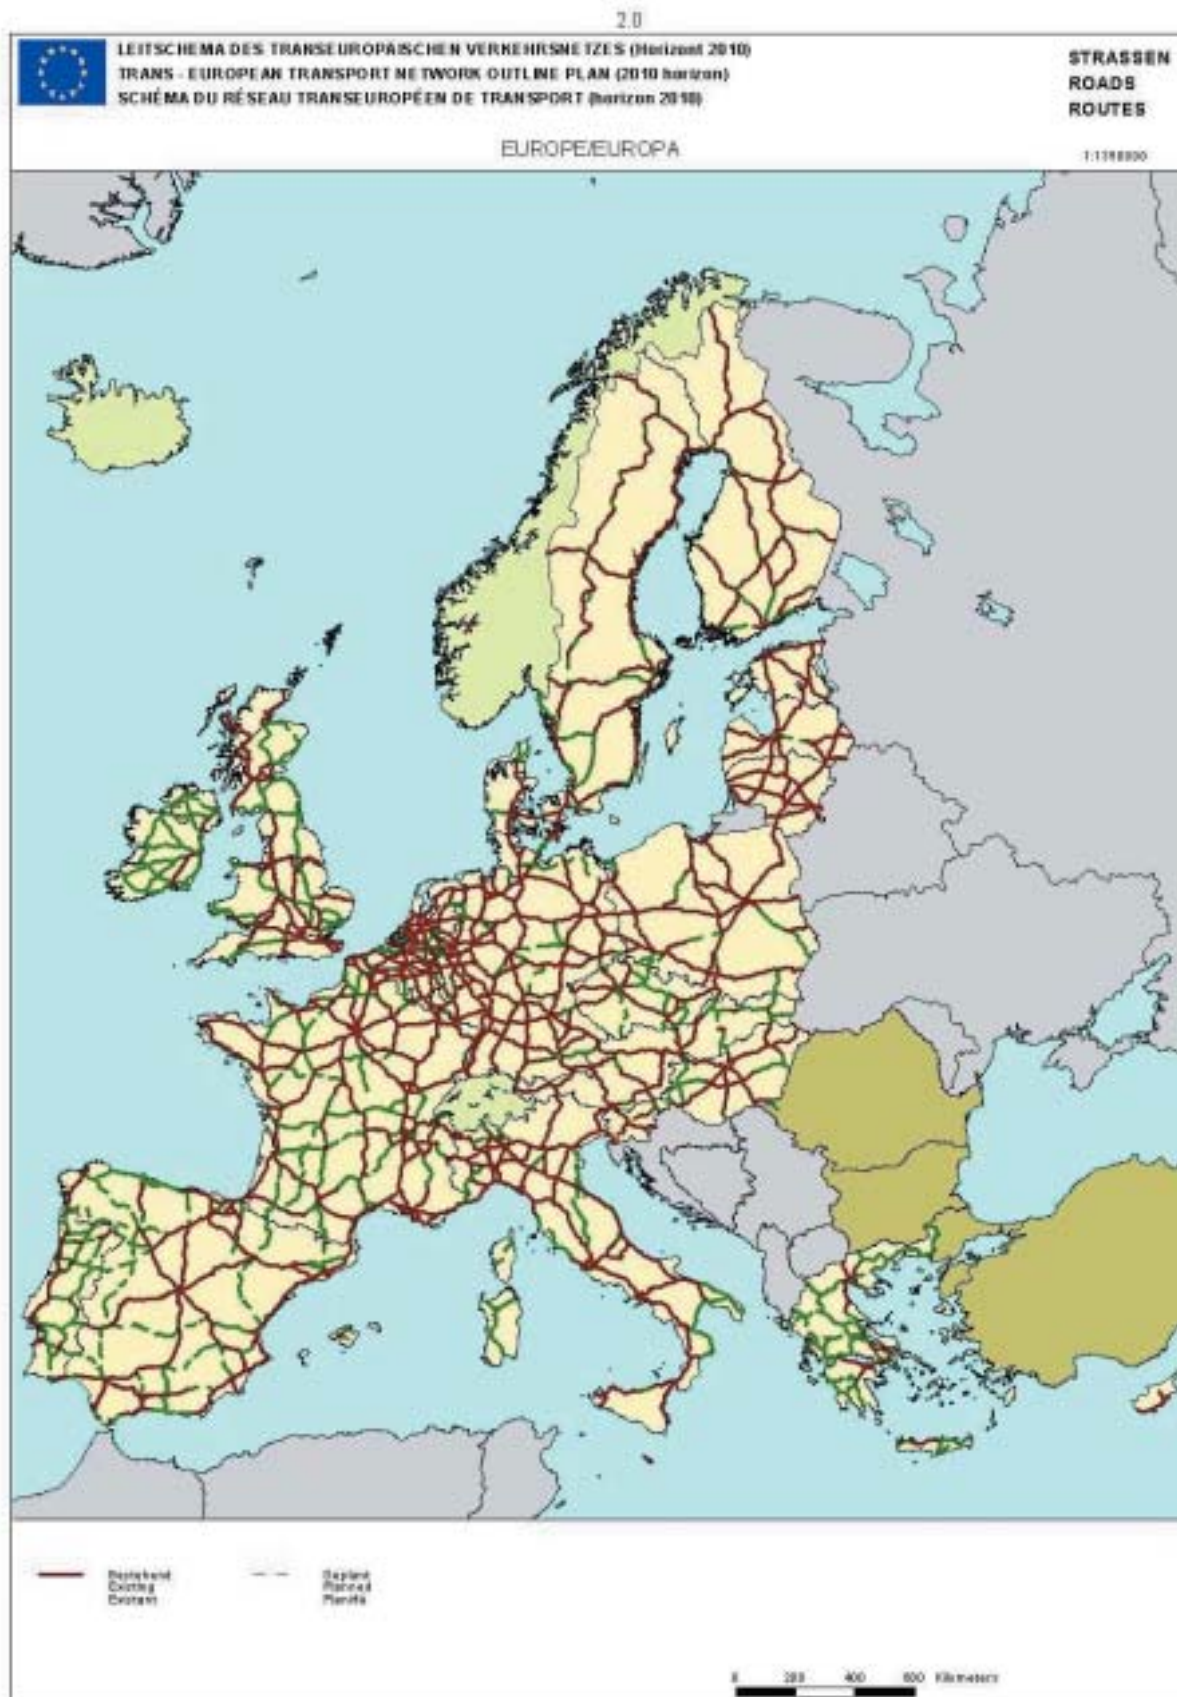 2.0
LEITSCHEMA DES TRANSEUROPÄISCHEN VERKEHRSNETZES (Horizont 2010)
TRANS - EUROPEAN TRANSPORT NETWORK OUTLINE PLAN (2010 horizon)
SCHÉMA DU RÉSEAU TRANSEUROPÉEN DE TRANSPORT (horizon 2010)
STRASSEN
ROADS
ROUTES
EUROPE/EUROPA
Bestehend
Existing
Existant
Geplant
Planned
Planifié
0 200 400 600 Kilometers